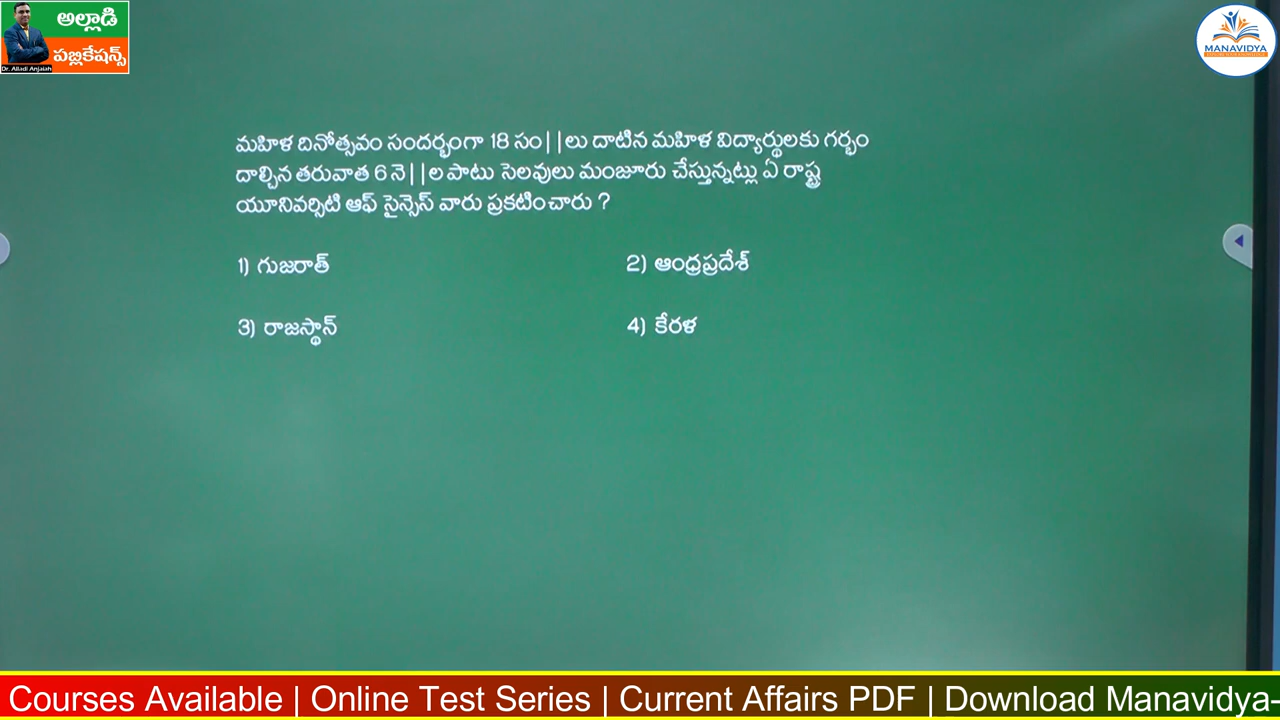 అల్లాడి
పబ్లికేషన్స్
Dr. Alladi Anjaiah
MANAVIDYA
మహిళ దినోత్సవం సందర్భంగా 18 సం||లు దాటిన మహిళ విద్యార్థులకు గర్భం
దాల్చిన తరువాత 6 నె||ల పాటు సెలవులు మంజూరు చేస్తున్నట్లు ఏ రాష్ట్ర
యూనివర్సిటి ఆఫ్ సైన్సెస్ వారు ప్రకటించారు ?
1) గుజరాత్ 2) ఆంధ్రప్రదేశ్
3) రాజస్థాన్ 4) కేరళ
Courses Available | Online Test Series | Current Affairs PDF | Download Manavidya-